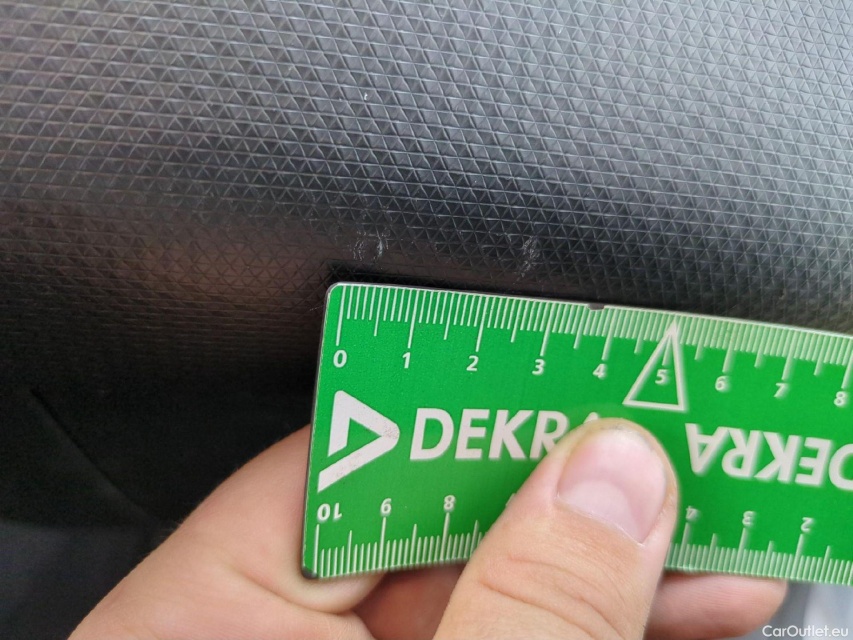 0 1 2 3 4 5 6 7 8
DEKRA DEKRA
10 9 8 4 3 2
CarOutlet.eu